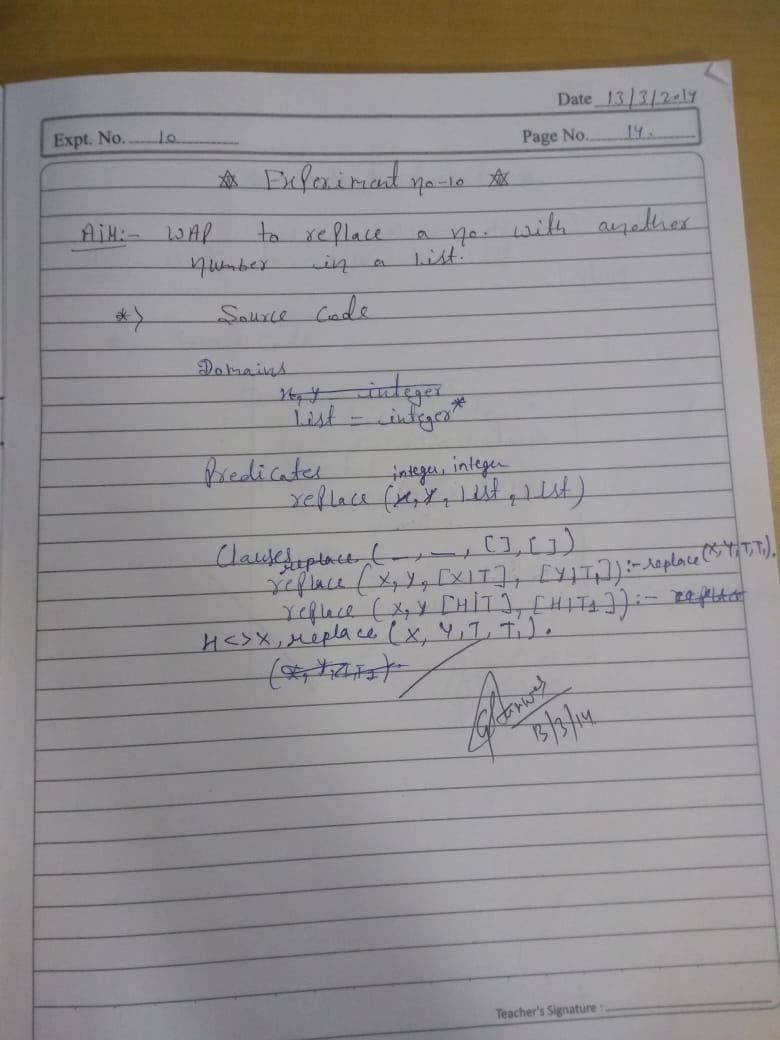 Date 13/3/2014
Expt. No. 10
Page No. 14.
☆ Experiment no-10 ☆
AIM:- WAP to replace a no. with another
number in a list.
*) Source Code
Domains
x, y integer
list = integer*
Predicates
integer, integer
replace (x, y, list, list)
Clauses replace (_, _, [], [])
replace (X, Y, [X|T], [Y|T1]) :- replace (X, Y, T, T1).
replace (X, Y [H|T], [H|T1]) :-
H<>X, replace (X, Y, T, T1).
(X, Y, T, T1).
13/3/14
Teacher's Signature :